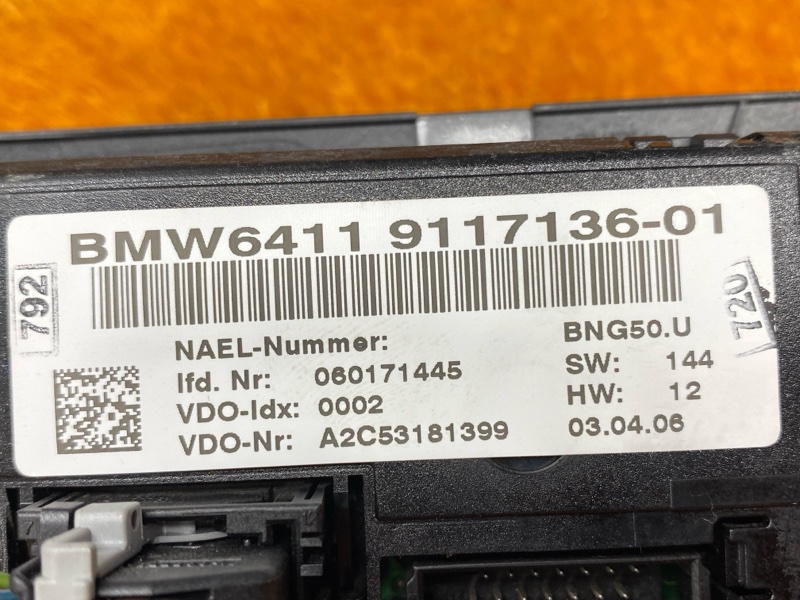 BMW6411 9117136-01
792
720
NAEL-Nummer:
BNG50.U
lfd. Nr: 060171445
SW: 144
VDO-Idx: 0002
HW: 12
VDO-Nr: A2C53181399
03.04.06